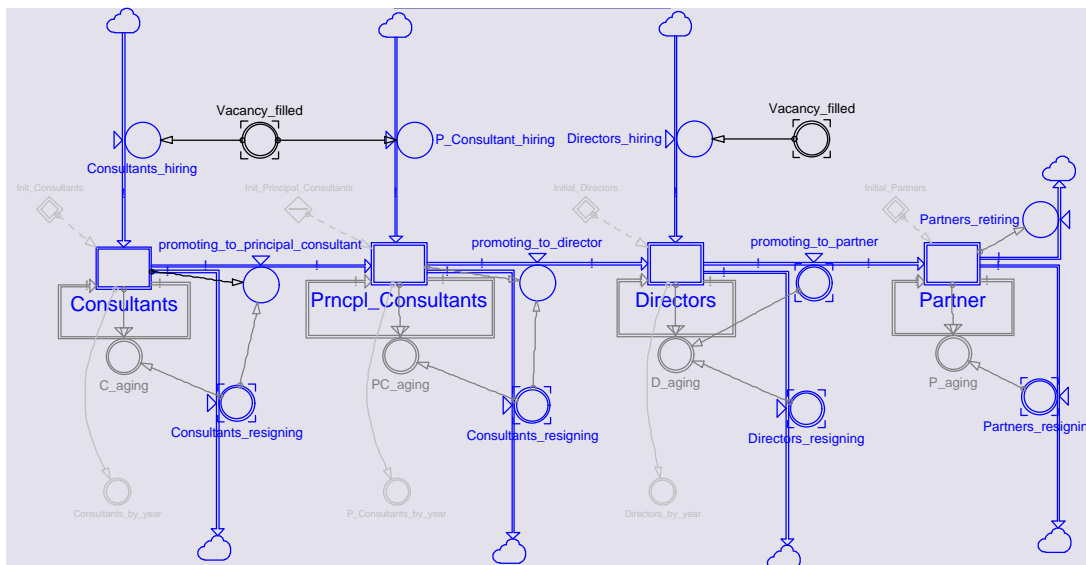 Vacancy_filled
Vacancy_filled
P_Consultant_hiring
Directors_hiring
Consultants_hiring
Init_Consultants
Init_Principal_Consultants
Initial_Directors
Initial_Partners
Partners_retiring
promoting_to_principal_consultant
promoting_to_director
promoting_to_partner
Consultants
Prncpl_Consultants
Directors
Partner
C_aging
PC_aging
D_aging
P_aging
Consultants_resigning
Consultants_resigning
Directors_resigning
Partners_resigning
Consultants_by_year
P_Consultants_by_year
Directors_by_year